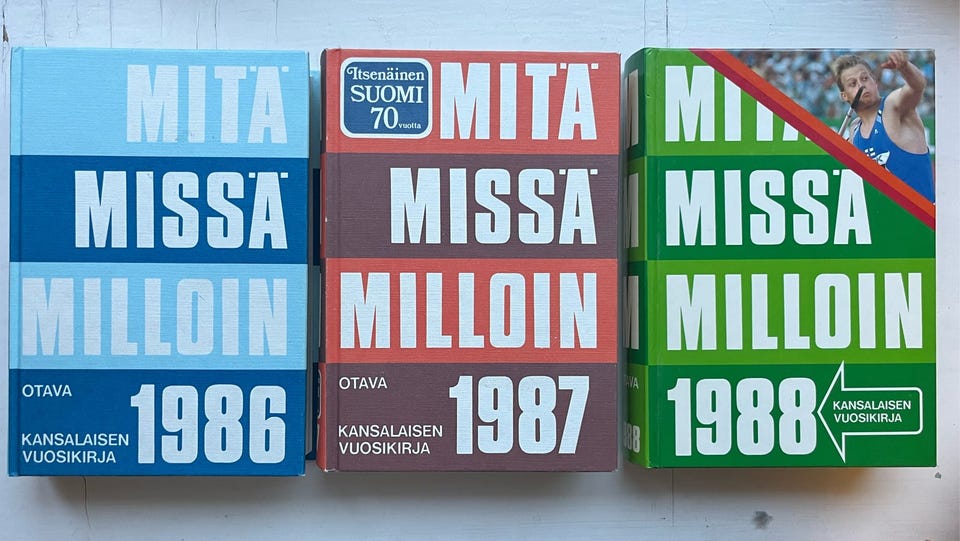 MITÄ
MISSÄ
MILLOIN
OTAVA
1986
KANSALAISEN
VUOSIKIRJA
Itsenäinen
SUOMI
70 vuotta
MITÄ
MISSÄ
MILLOIN
OTAVA
1987
KANSALAISEN
VUOSIKIRJA
MITÄ
MISSÄ
MILLOIN
1988
KANSALAISEN
VUOSIKIRJA